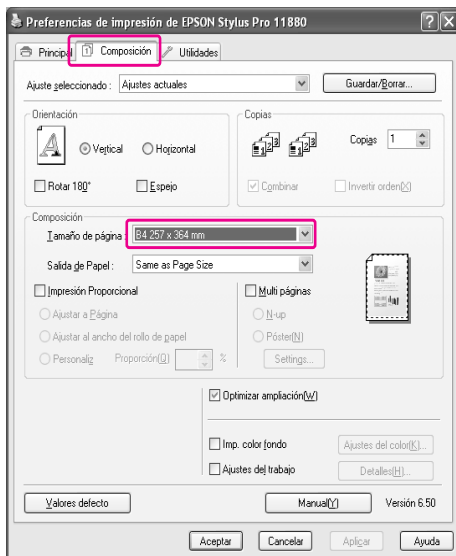 Preferencias de impresión de EPSON Stylus Pro 11880
Principal
Composición
Utilidades
Ajuste seleccionado :
Ajustes actuales
Guardar/Borrar...
Orientación
Vertical
Horizontal
Rotar 180°
Espejo
Copias
Copias
1
Combinar
Invertir orden(X)
Composición
Tamaño de página :
B4 257 x 364 mm
Salida de Papel :
Same as Page Size
Impresión Proporcional
Ajustar a Página
Ajustar al ancho del rollo de papel
Personaliz
Proporción(Q)
%
Multi páginas
N-up
Póster(N)
Settings...
Optimizar ampliación(W)
Imp. color fondo
Ajustes del color(K)...
Ajustes del trabajo
Detalles(H)...
Valores defecto
Manual(Y)
Versión 6.50
Aceptar
Cancelar
Aplicar
Ayuda